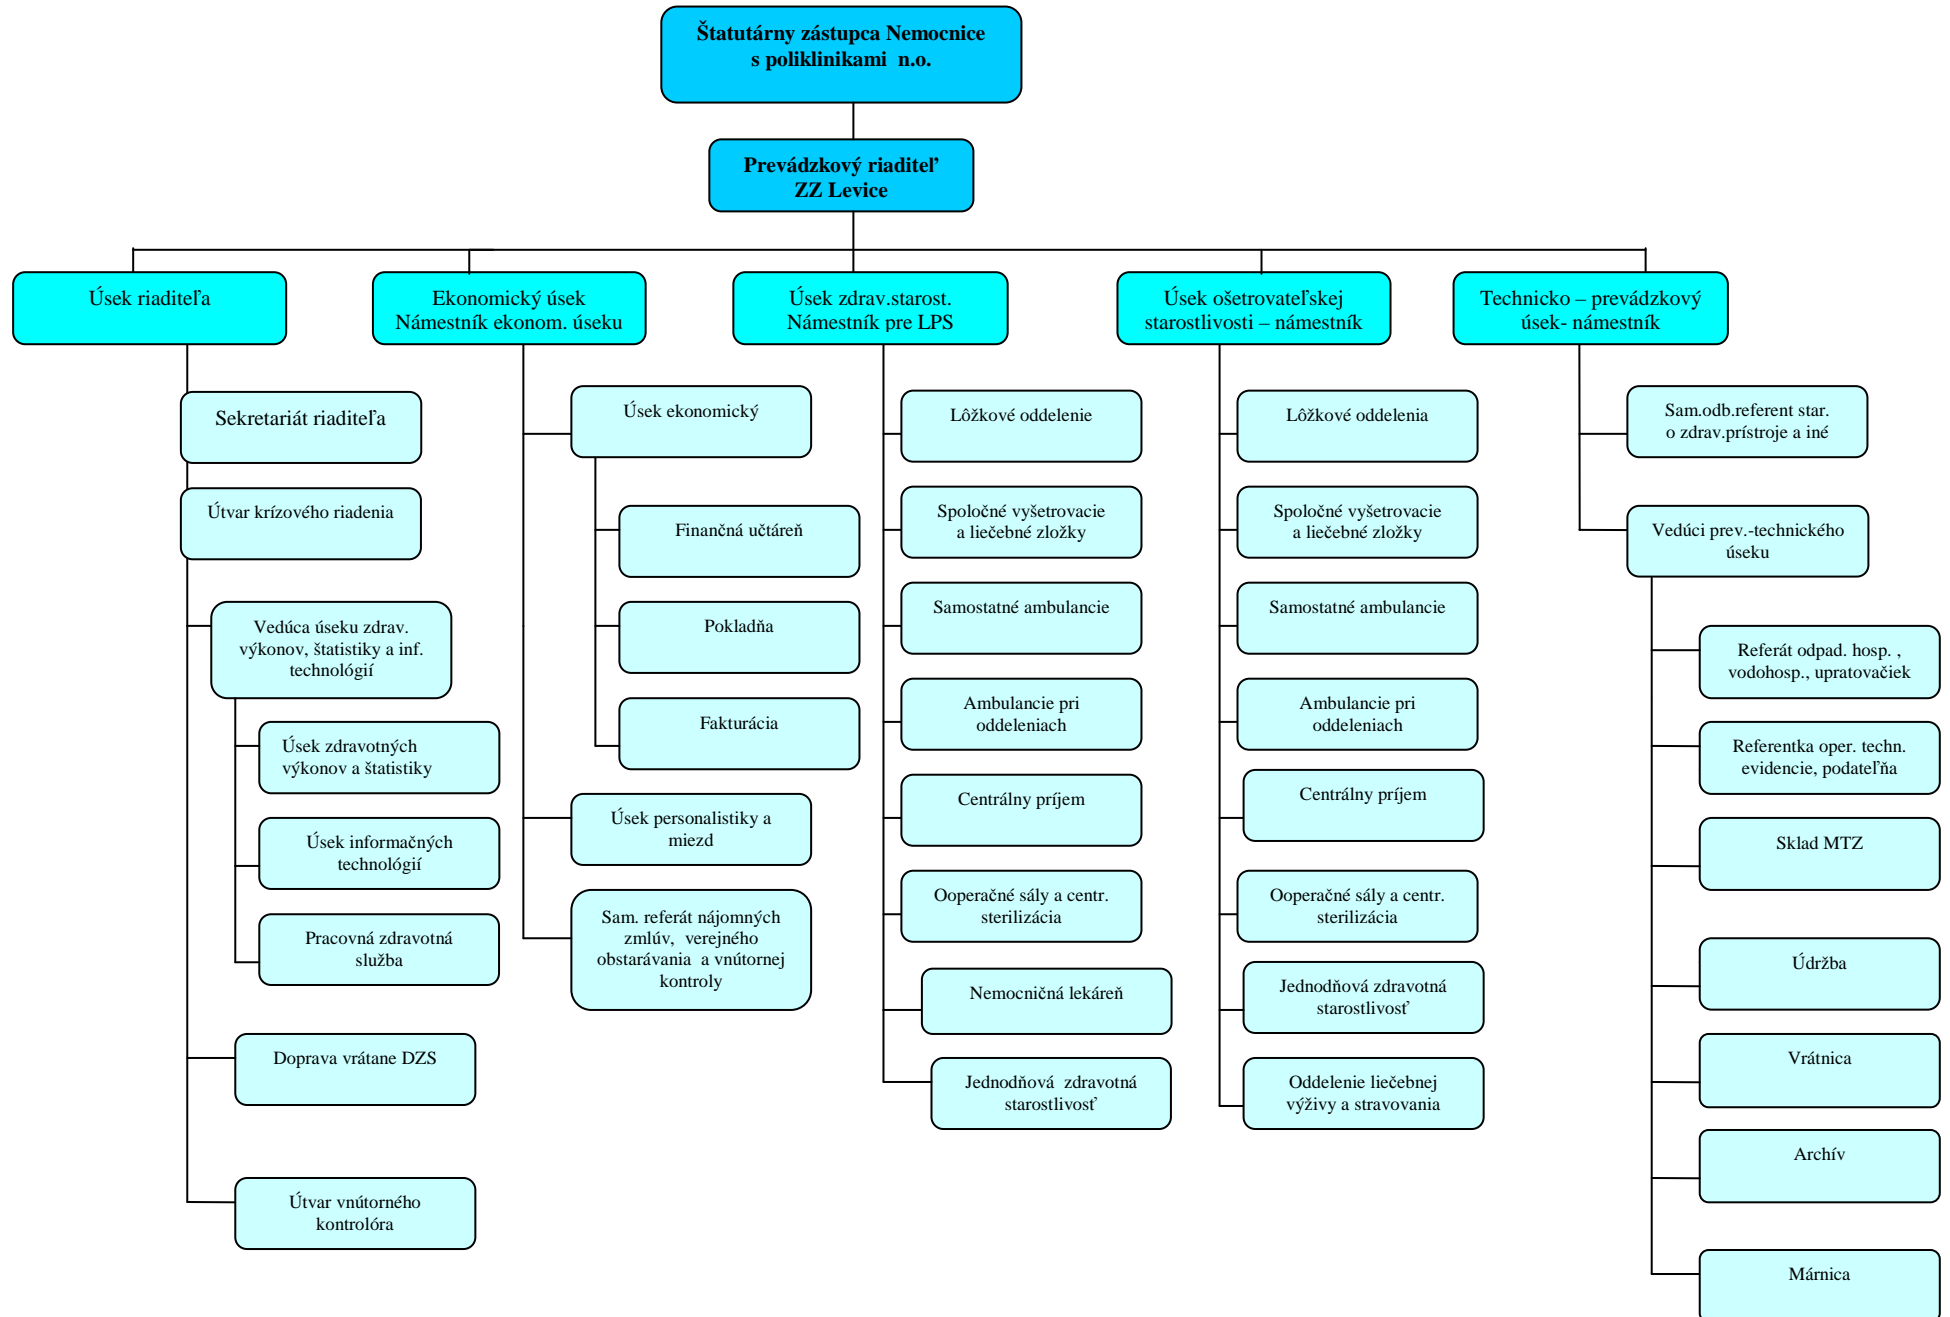 Štatutárny zástupca Nemocnice
s poliklinikami n.o.
Prevádzkový riaditeľ
ZZ Levice
Úsek riaditeľa
Ekonomický úsek
Námestník ekonom. úseku
Úsek zdrav.starost.
Námestník pre LPS
Úsek ošetrovateľskej
starostlivosti – námestník
Technicko – prevádzkový
úsek- námestník
Sekretariát riaditeľa
Útvar krízového riadenia
Vedúca úseku zdrav.
výkonov, štatistiky a inf.
technológií
Úsek zdravotných
výkonov a štatistiky
Úsek informačných
technológií
Pracovná zdravotná
služba
Doprava vrátane DZS
Útvar vnútorného
kontrolóra
Úsek ekonomický
Finančná učtáreň
Pokladňa
Fakturácia
Úsek personalistiky a
miezd
Sam. referát nájomných
zmlúv, verejného
obstarávania a vnútornej
kontroly
Lôžkové oddelenie
Spoločné vyšetrovacie
a liečebné zložky
Samostatné ambulancie
Ambulancie pri
oddeleniach
Centrálny príjem
Ooperačné sály a centr.
sterilizácia
Nemocničná lekáreň
Jednodňová zdravotná
starostlivosť
Lôžkové oddelenia
Spoločné vyšetrovacie
a liečebné zložky
Samostatné ambulancie
Ambulancie pri
oddeleniach
Centrálny príjem
Ooperačné sály a centr.
sterilizácia
Jednodňová zdravotná
starostlivosť
Oddelenie liečebnej
výživy a stravovania
Sam.odb.referent star.
o zdrav.prístroje a iné
Vedúci prev.-technického
úseku
Referát odpad. hosp. ,
vodohosp., upratovačiek
Referentka oper. techn.
evidencie, podateľňa
Sklad MTZ
Údržba
Vrátnica
Archív
Márnica